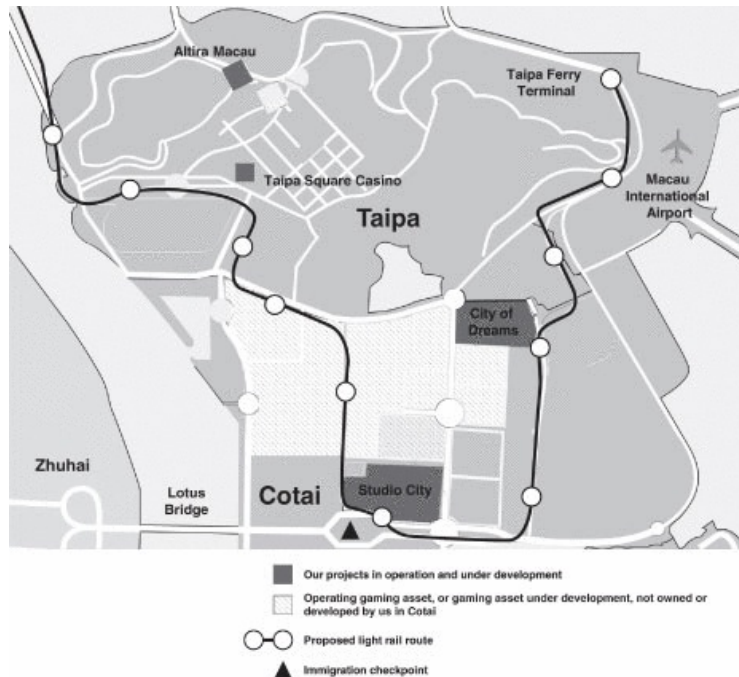 Altira Macau
Taipa Ferry
Terminal
Taipa Square Casino
Macau
International
Airport
Taipa
City of
Dreams
Zhuhai
Lotus
Bridge
Cotai
Studio City
Our projects in operation and under development
Operating gaming asset, or gaming asset under development, not owned or
developed by us in Cotai
Proposed light rail route
Immigration checkpoint